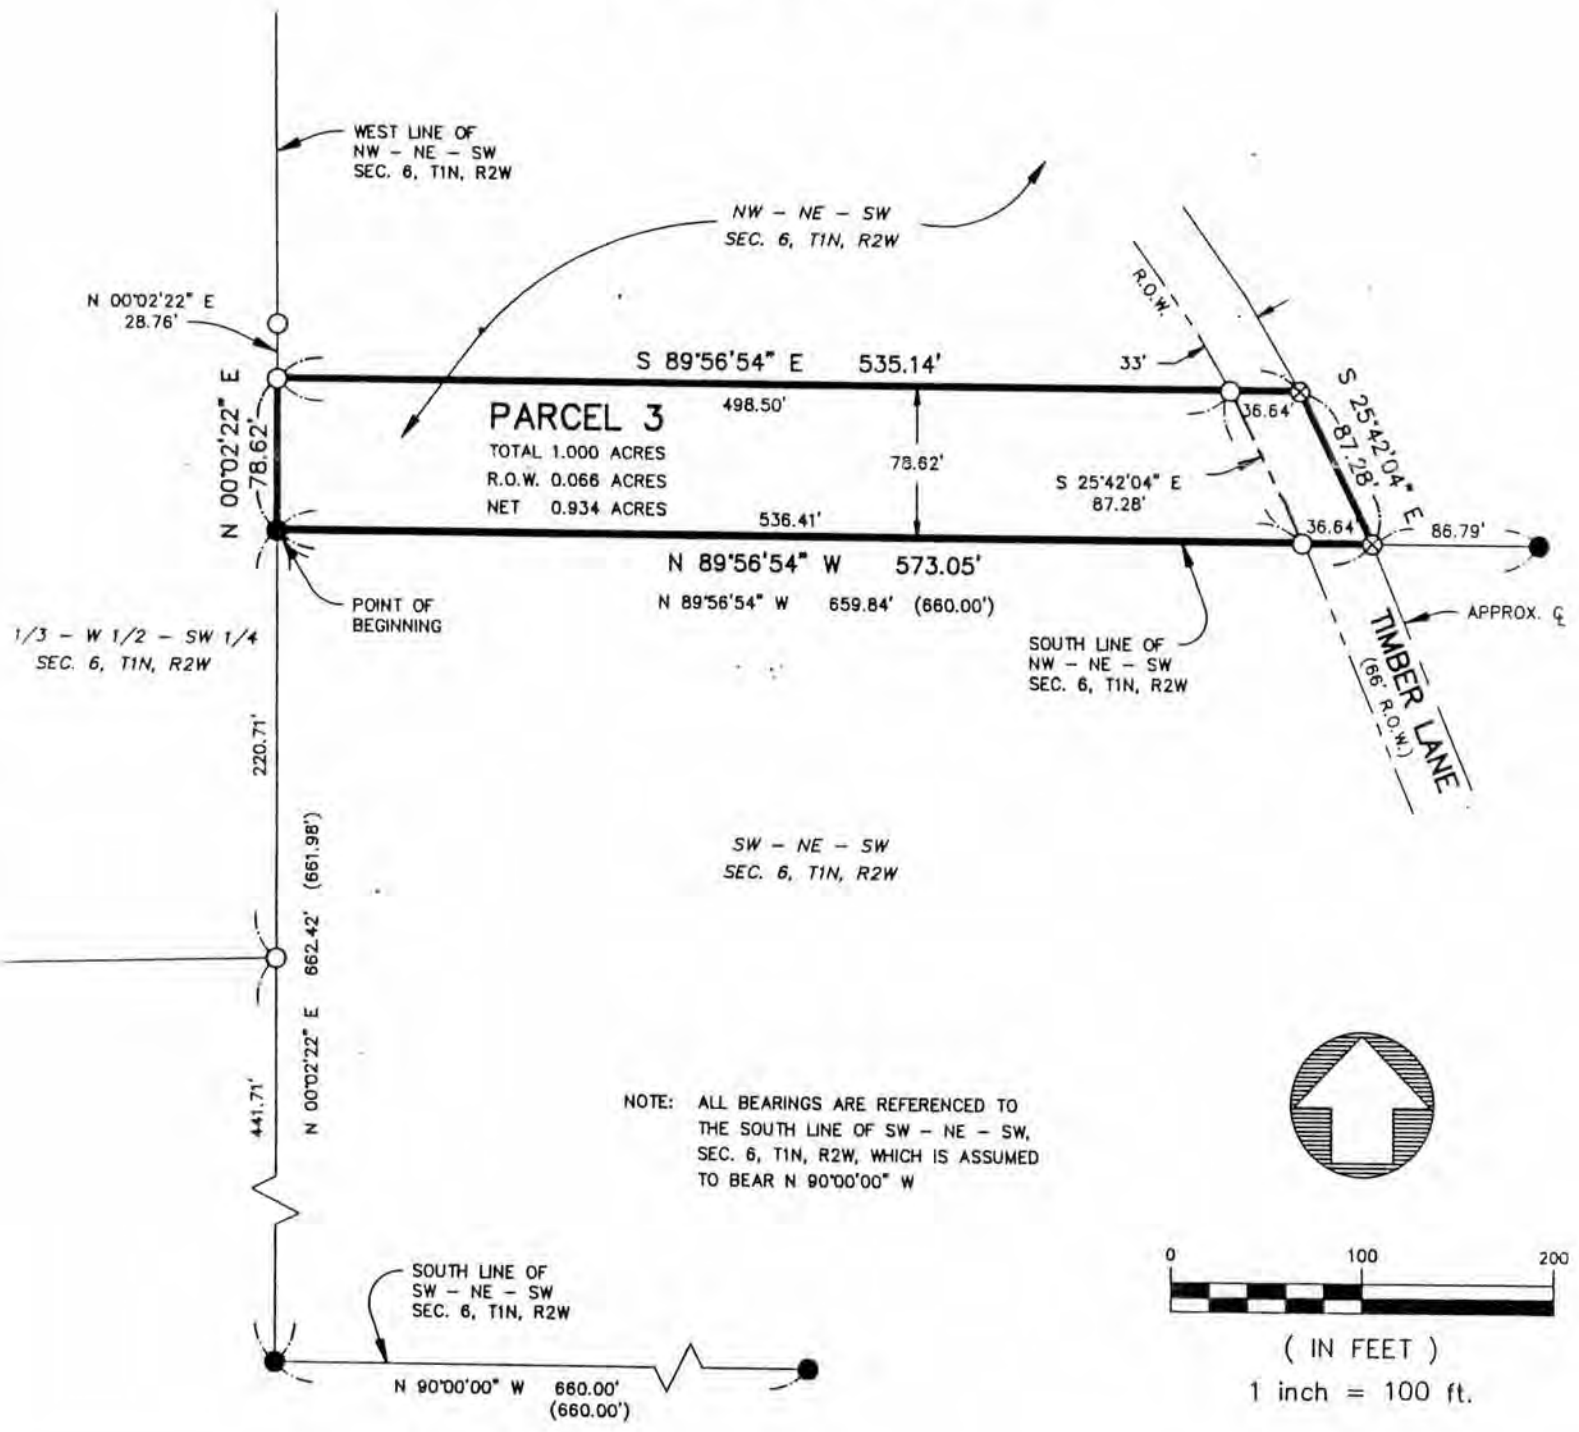 WEST LINE OF
NW - NE - SW
SEC. 6, T1N, R2W
NW - NE - SW
SEC. 6, T1N, R2W
R.O.W.
N 00°02'22" E
28.76'
S 89°56'54" E 535.14'
33'
498.50'
36.64'
S 25°42'04" E
87.28'
N 00°02'22" E
78.62'
PARCEL 3
TOTAL 1.000 ACRES
R.O.W. 0.066 ACRES
NET 0.934 ACRES
78.62'
S 25°42'04" E
87.28'
536.41'
36.64'
86.79'
N 89°56'54" W 573.05'
N 89°56'54" W 659.84' (660.00')
POINT OF
BEGINNING
APPROX. ℄
1/3 - W 1/2 - SW 1/4
SEC. 6, T1N, R2W
SOUTH LINE OF
NW - NE - SW
SEC. 6, T1N, R2W
TIMBER LANE
(66' R.O.W.)
220.71'
SW - NE - SW
SEC. 6, T1N, R2W
N 00°02'22" E 662.42' (661.98')
441.71'
NOTE: ALL BEARINGS ARE REFERENCED TO
THE SOUTH LINE OF SW - NE - SW,
SEC. 6, T1N, R2W, WHICH IS ASSUMED
TO BEAR N 90°00'00" W
SOUTH LINE OF
SW - NE - SW
SEC. 6, T1N, R2W
N 90°00'00" W 660.00'
(660.00')
0 100 200
( IN FEET )
1 inch = 100 ft.